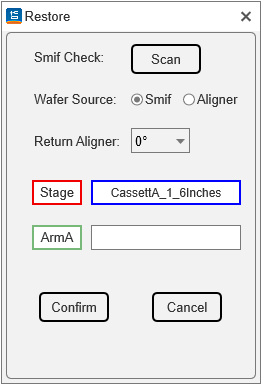 Restore
Smif Check: Scan
Wafer Source: Smif Aligner
Return Aligner: 0°
Stage CassettA_1_6Inches
ArmA
Confirm Cancel